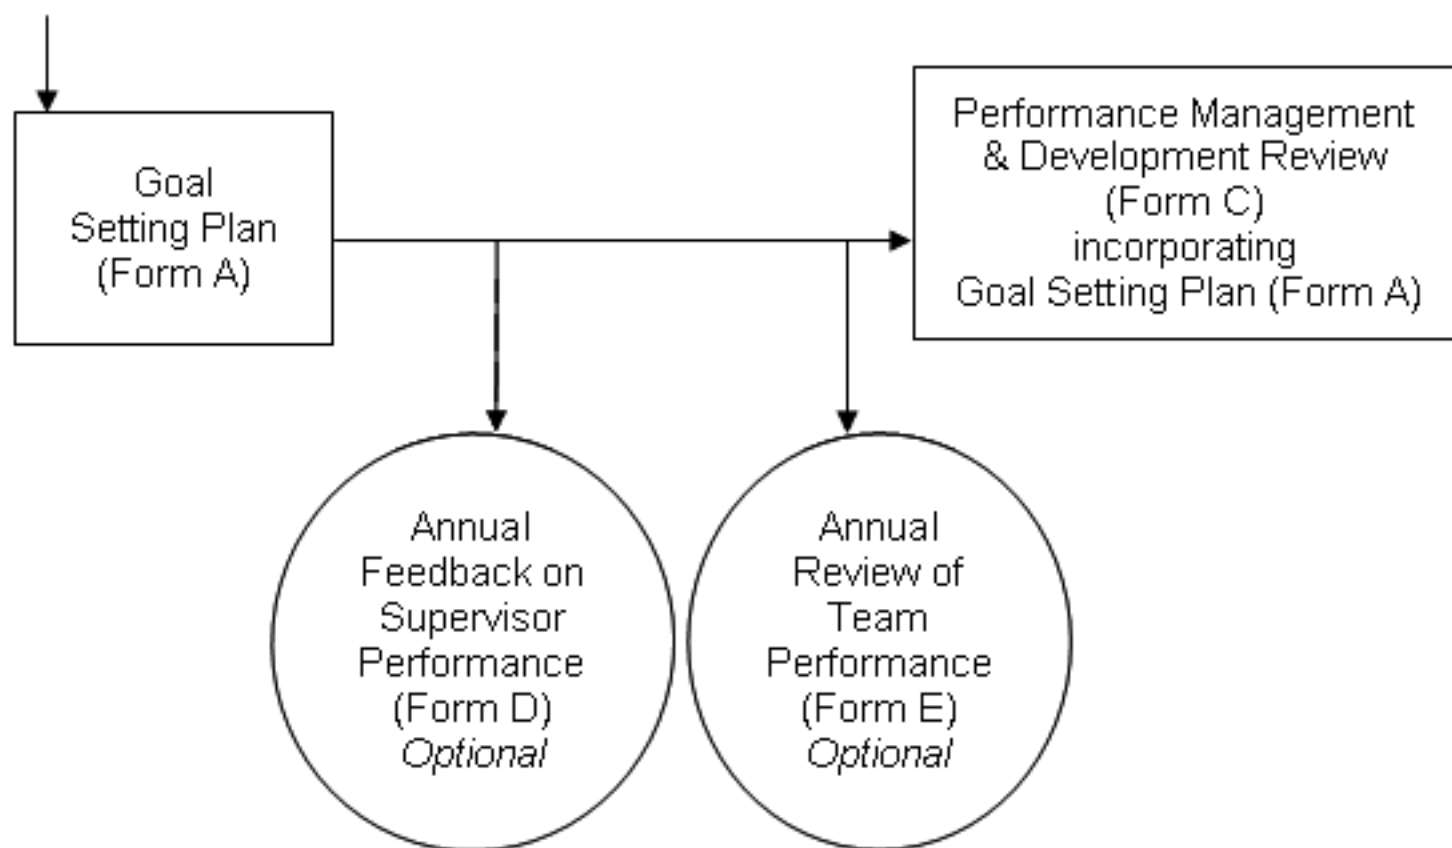 Goal
Setting Plan
(Form A)
Performance Management
& Development Review
(Form C)
incorporating
Goal Setting Plan (Form A)
Annual
Feedback on
Supervisor
Performance
(Form D)
Optional
Annual
Review of
Team
Performance
(Form E)
Optional